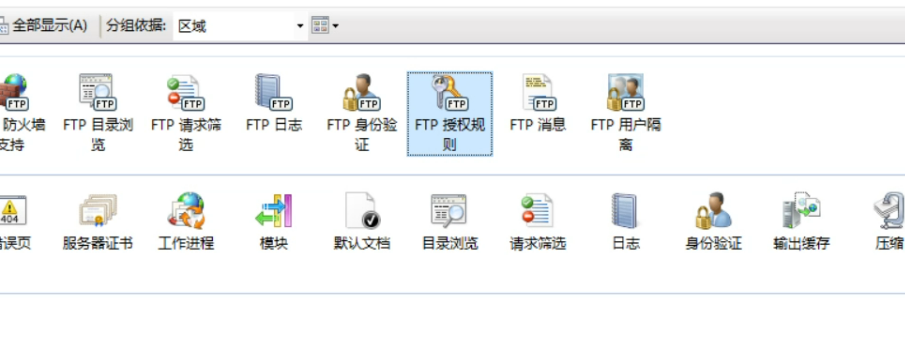 全部显示(A) 分组依据: 区域
FTP FTP FTP FTP FTP FTP FTP FTP
防火墙 FTP 目录浏 FTP 请求筛 FTP 日志 FTP 身份验 FTP 授权规 FTP 消息 FTP 用户隔
支持 览 选 证 则 离
404
误页 服务器证书 工作进程 模块 默认文档 目录浏览 请求筛选 日志 身份验证 输出缓存 压缩